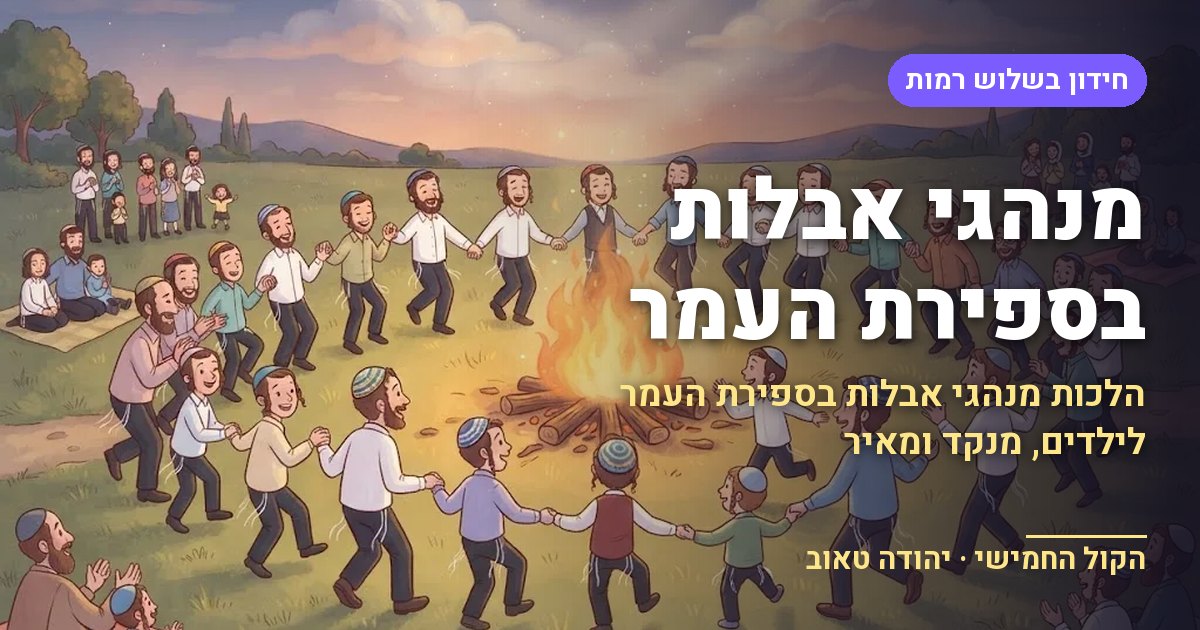 חידון בשלוש רמות
מנהגי אבלות
בספירת העמר
הלכות מנהגי אבלות בספירת העמר
לילדים, מנקד ומאיר
הקול החמישי · יהודה טאוב